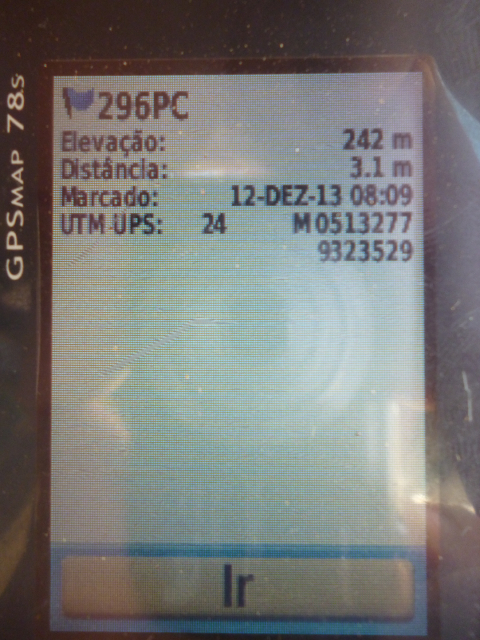 GPSMAP 78s
296PC
Elevação: 242 m
Distância: 3.1 m
Marcado: 12-DEZ-13 08:09
UTM UPS: 24 M 0513277
9323529
Ir